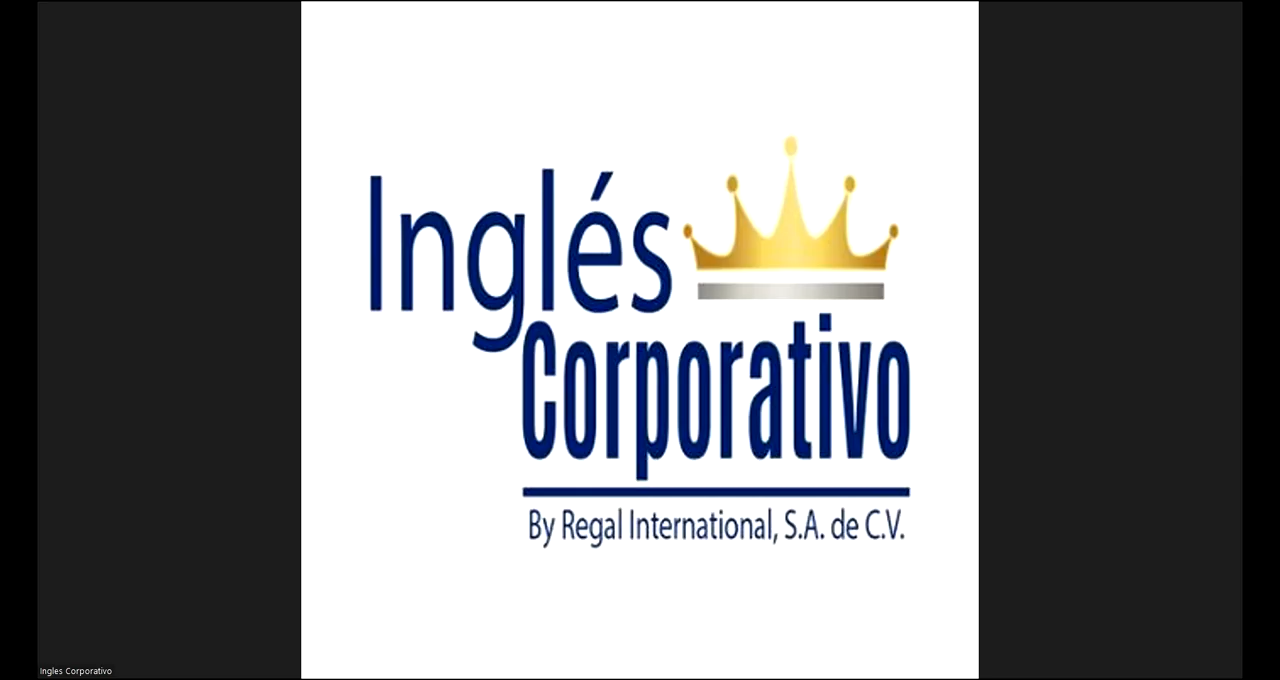 Inglés
Corporativo
By Regal International, S.A. de C.V.
Ingles Corporativo